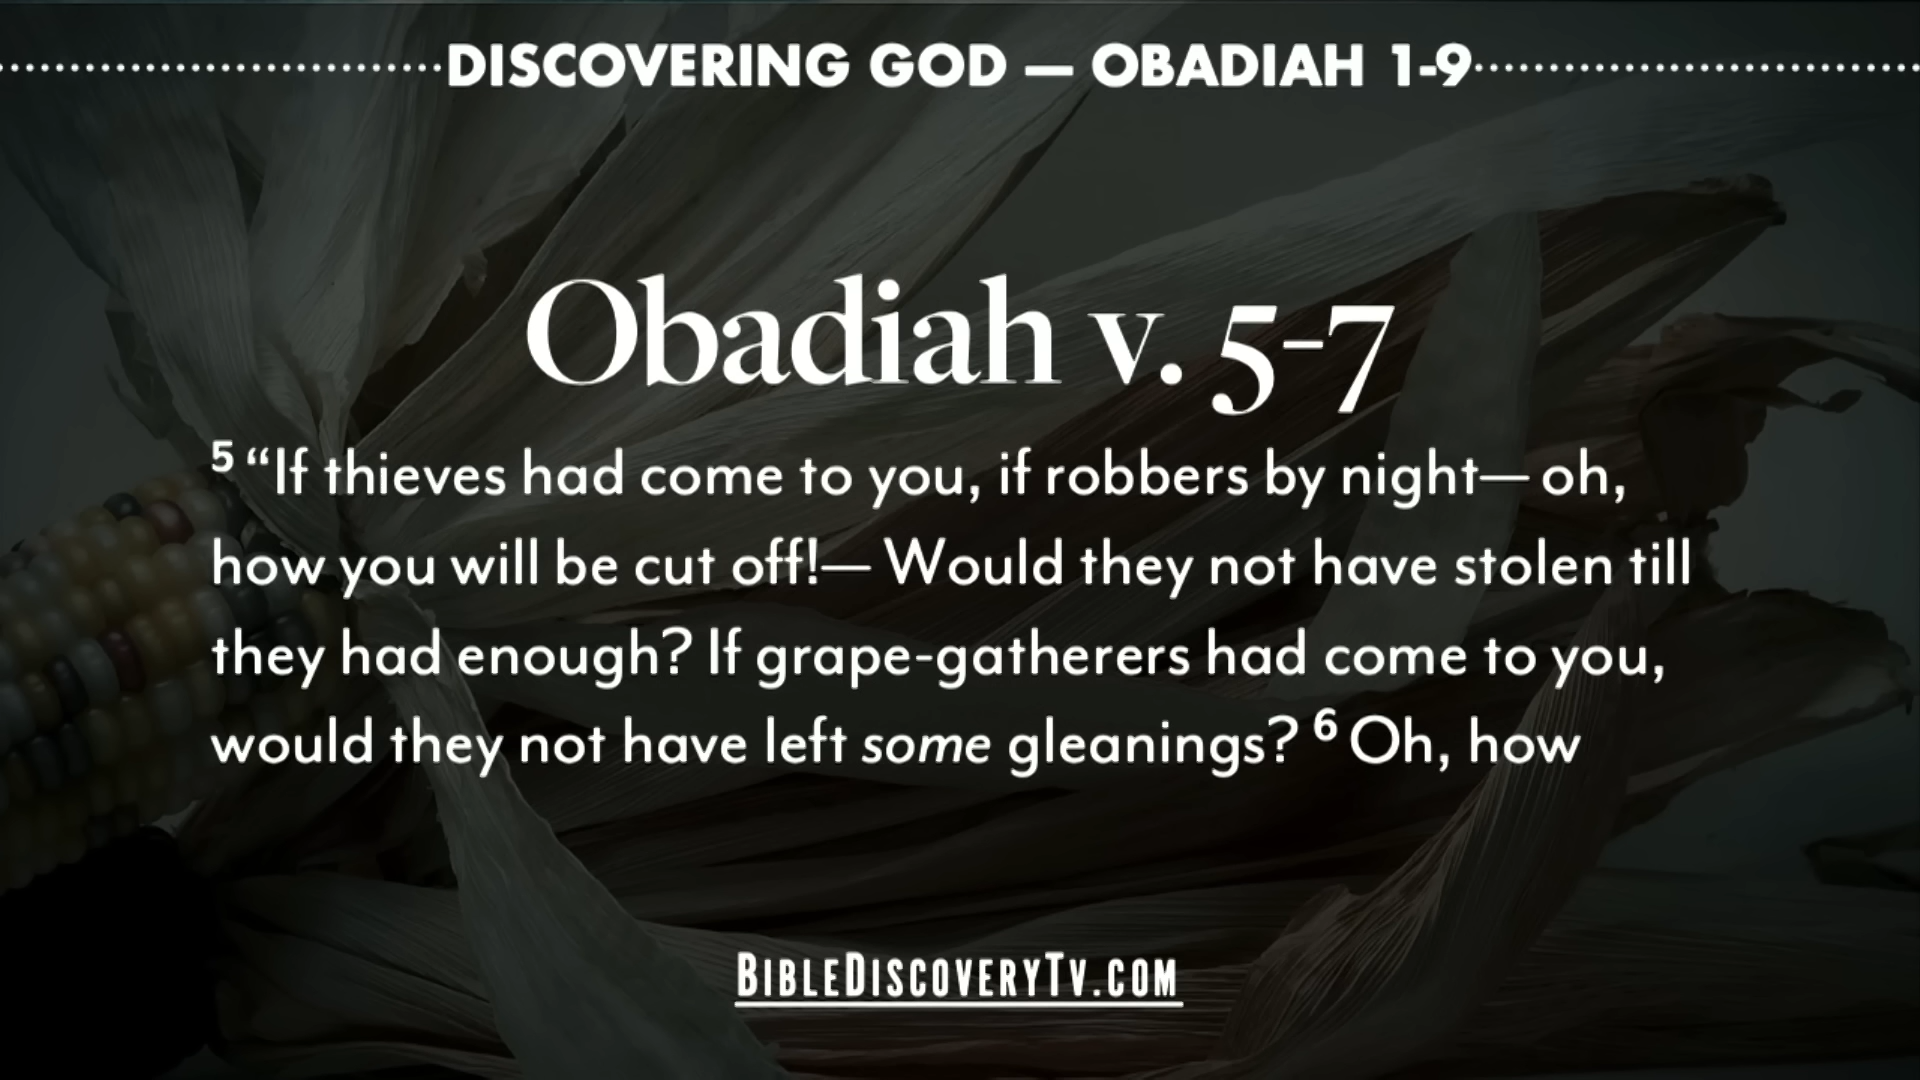 DISCOVERING GOD — OBADIAH 1-9
Obadiah v. 5-7
5 “If thieves had come to you, if robbers by night— oh,
how you will be cut off!— Would they not have stolen till
they had enough? If grape-gatherers had come to you,
would they not have left some gleanings? 6 Oh, how
BIBLEDISCOVERYTV.COM